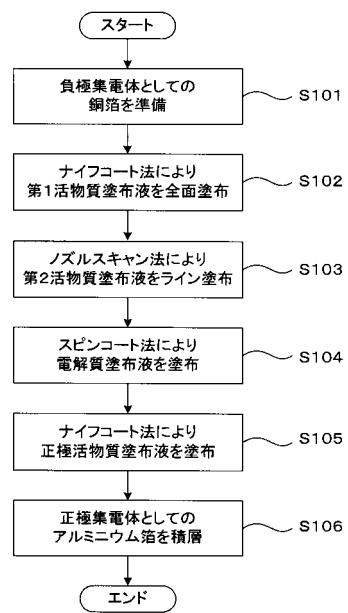 スタート
負極集電体としての
銅箔を準備
S101
ナイフコート法により
第1活物質塗布液を全面塗布
S102
ノズルスキャン法により
第2活物質塗布液をライン塗布
S103
スピンコート法により
電解質塗布液を塗布
S104
ナイフコート法により
正極活物質塗布液を塗布
S105
正極集電体としての
アルミニウム箔を積層
S106
エンド